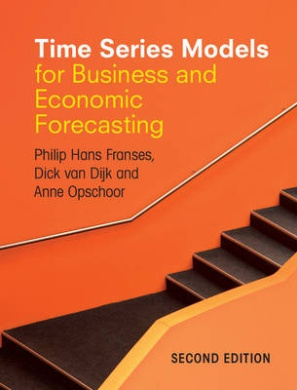 Time Series Models
for Business and
Economic
Forecasting
Philip Hans Franses,
Dick van Dijk and
Anne Opschoor
SECOND EDITION